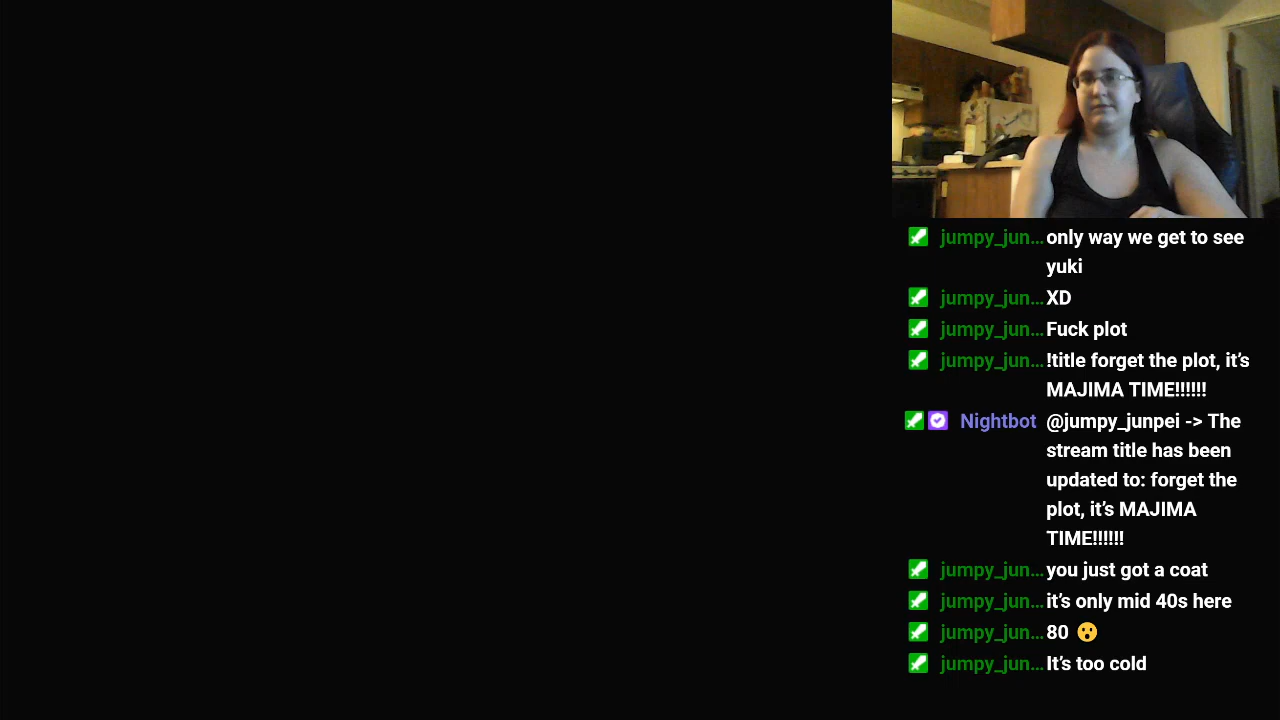 jumpy_jun... only way we get to see
yuki
jumpy_jun... XD
jumpy_jun... Fuck plot
jumpy_jun... !title forget the plot, it’s
MAJIMA TIME!!!!!!
Nightbot @jumpy_junpei -> The
stream title has been
updated to: forget the
plot, it’s MAJIMA
TIME!!!!!!
jumpy_jun... you just got a coat
jumpy_jun... it’s only mid 40s here
jumpy_jun... 80 😮
jumpy_jun... It’s too cold